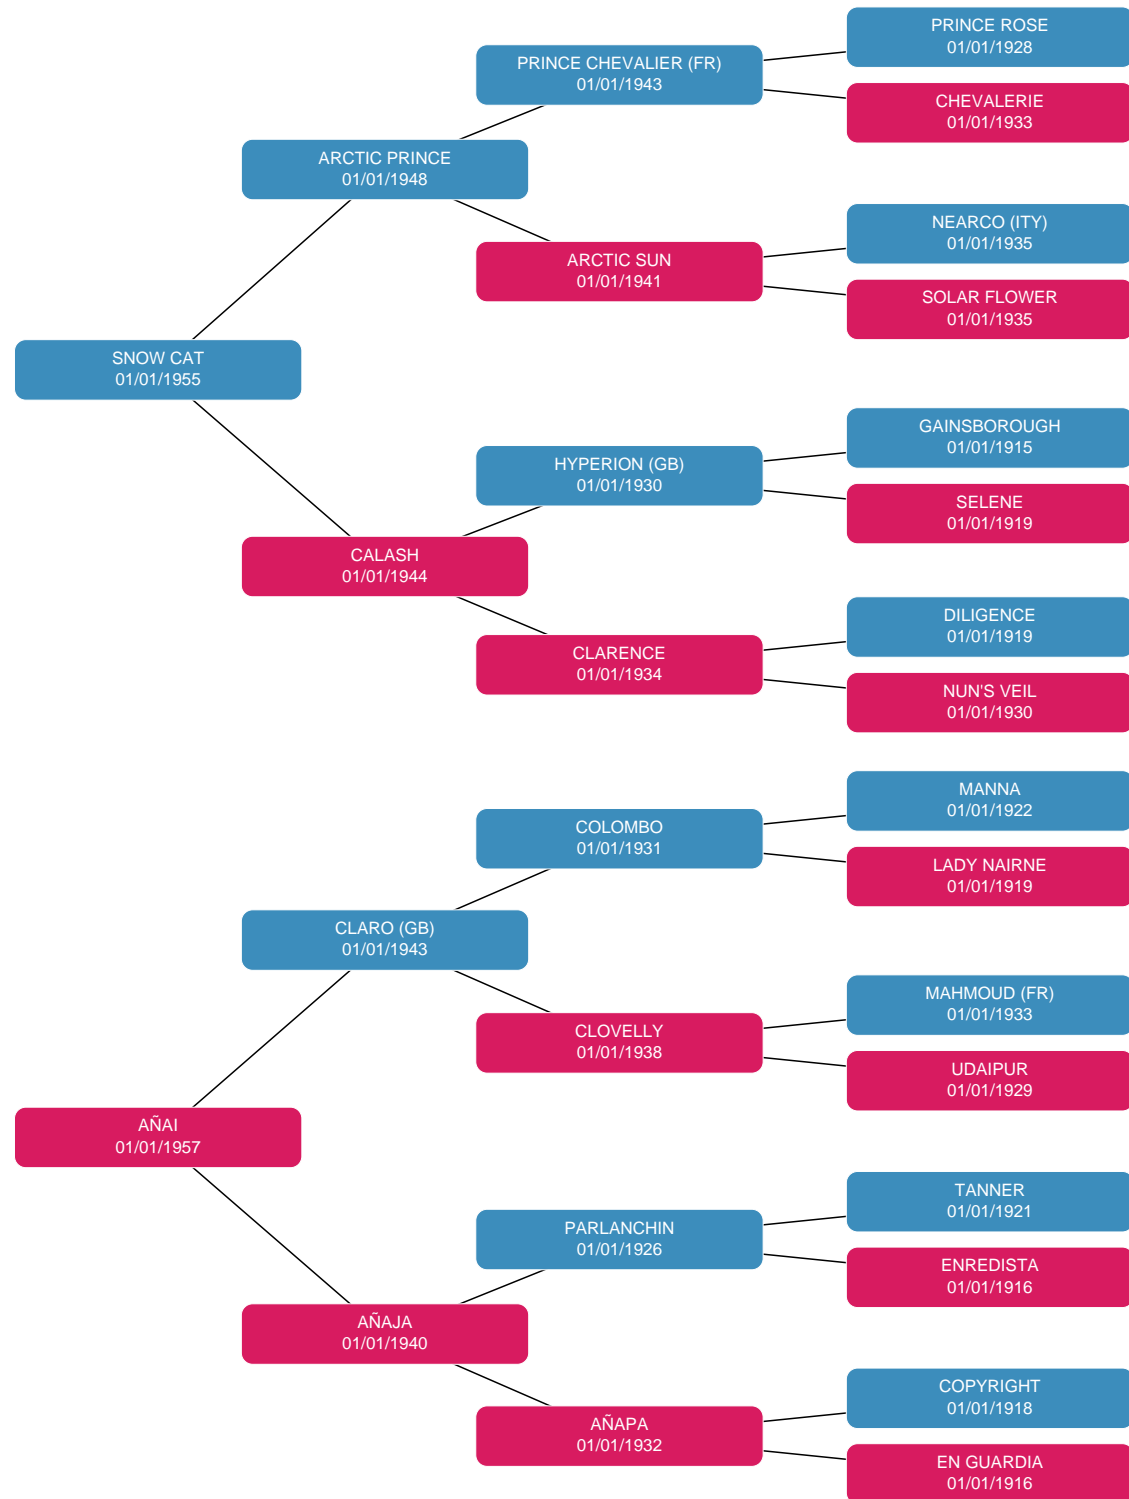 PRINCE ROSE
01/01/1928
PRINCE CHEVALIER (FR)
01/01/1943
CHEVALERIE
01/01/1933
ARCTIC PRINCE
01/01/1948
NEARCO (ITY)
01/01/1935
ARCTIC SUN
01/01/1941
SOLAR FLOWER
01/01/1935
SNOW CAT
01/01/1955
GAINSBOROUGH
01/01/1915
HYPERION (GB)
01/01/1930
SELENE
01/01/1919
CALASH
01/01/1944
DILIGENCE
01/01/1919
CLARENCE
01/01/1934
NUN'S VEIL
01/01/1930
MANNA
01/01/1922
COLOMBO
01/01/1931
LADY NAIRNE
01/01/1919
CLARO (GB)
01/01/1943
MAHMOUD (FR)
01/01/1933
CLOVELLY
01/01/1938
UDAIPUR
01/01/1929
AÑAI
01/01/1957
TANNER
01/01/1921
PARLANCHIN
01/01/1926
ENREDISTA
01/01/1916
AÑAJA
01/01/1940
COPYRIGHT
01/01/1918
AÑAPA
01/01/1932
EN GUARDIA
01/01/1916